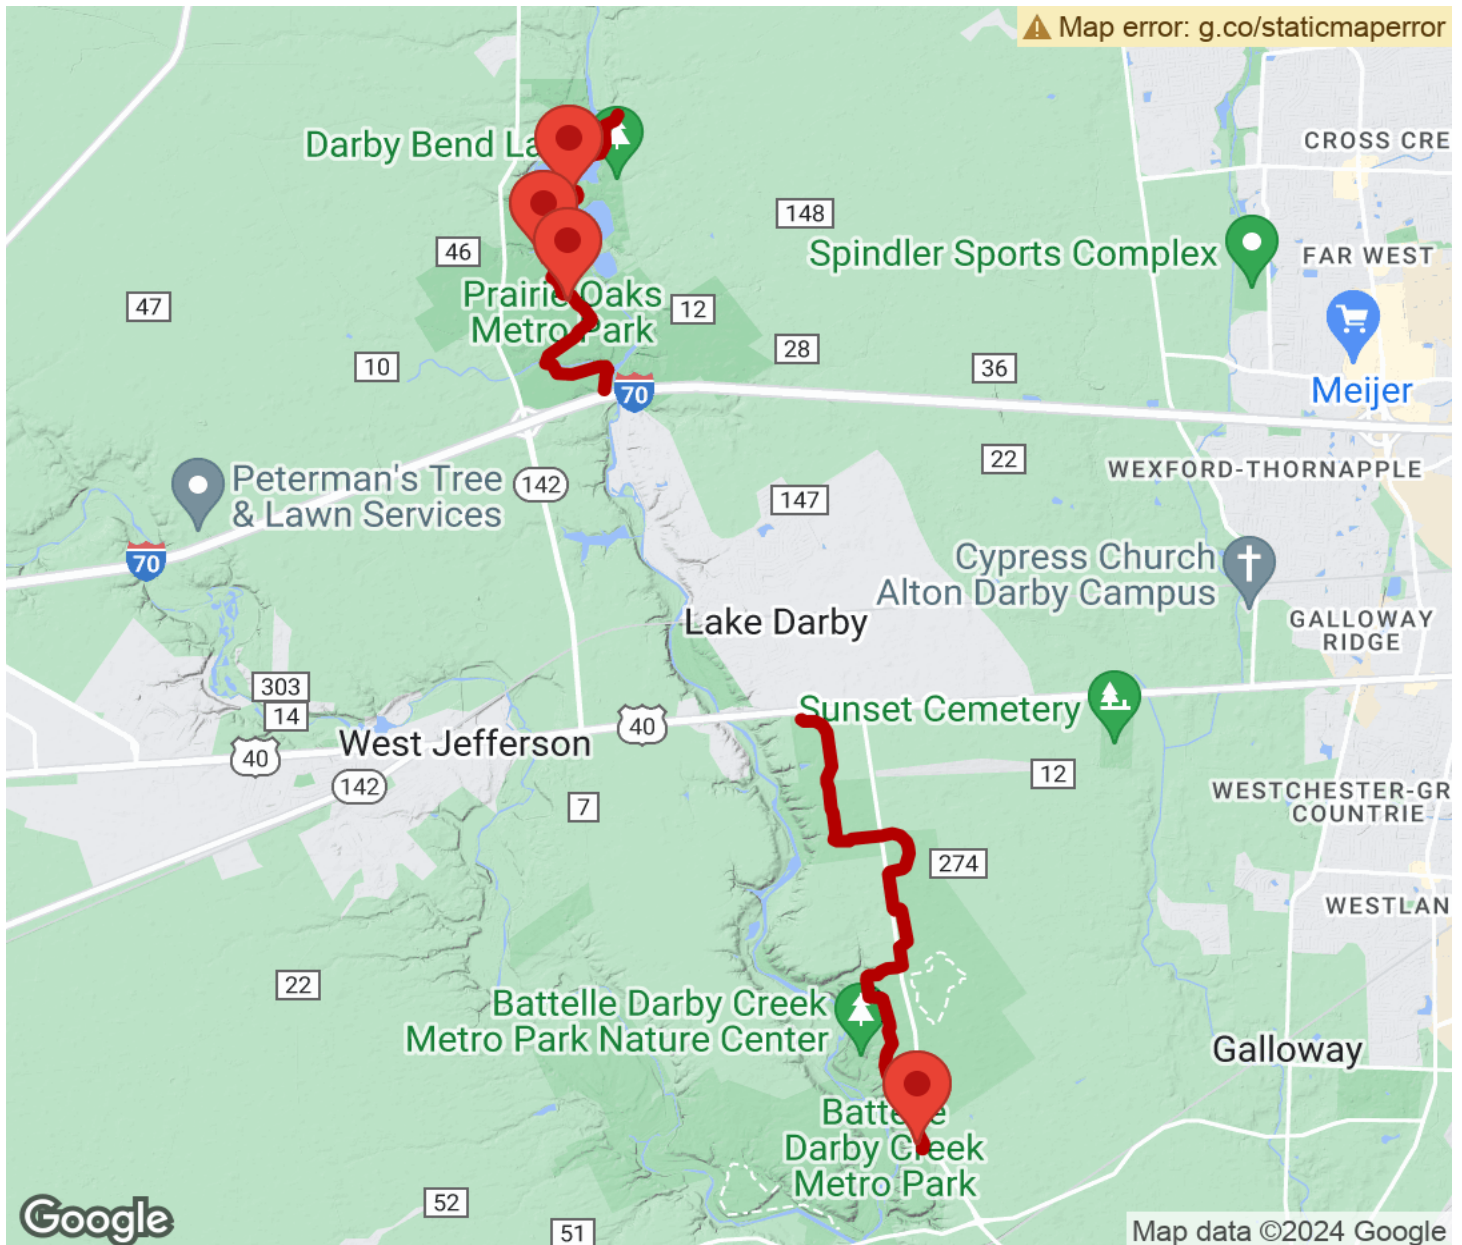 Map error: g.co/staticmaperror
Darby Bend La
CROSS CRE
148
46
Spindler Sports Complex
FAR WEST
47
Prairie Oaks
Metro Park
12
28
10
36
Meijer
70
22
WEXFORD-THORNAPPLE
Peterman's Tree
& Lawn Services
142
147
70
Cypress Church
Alton Darby Campus
Lake Darby
GALLOWAY
RIDGE
303
14
Sunset Cemetery
40
West Jefferson
40
142
12
7
WESTCHESTER-GR
COUNTRIE
274
WESTLAN
22
Battelle Darby Creek
Metro Park Nature Center
Galloway
Battelle
Darby Creek
Metro Park
52
51
Google
Map data ©2024 Google